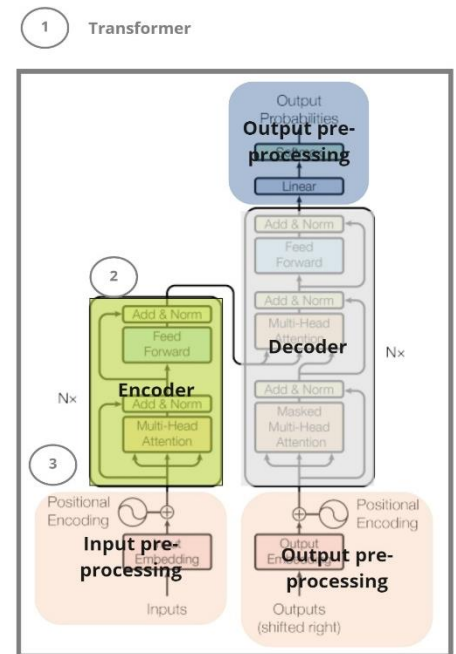 1 Transformer
Output
Probabilities
Output pre-
processing
Softmax
Linear
Add & Norm
Feed
Forward
2
Add & Norm
Add & Norm
Feed
Forward
Multi-Head
Attention
Decoder
Nx
Encoder
Nx
Add & Norm
Add & Norm
Multi-Head
Attention
Masked
Multi-Head
Attention
3
Positional
Encoding
Positional
Encoding
Input
Embedding
Input pre-
processing
Output
Embedding
Output pre-
processing
Inputs
Outputs
(shifted right)